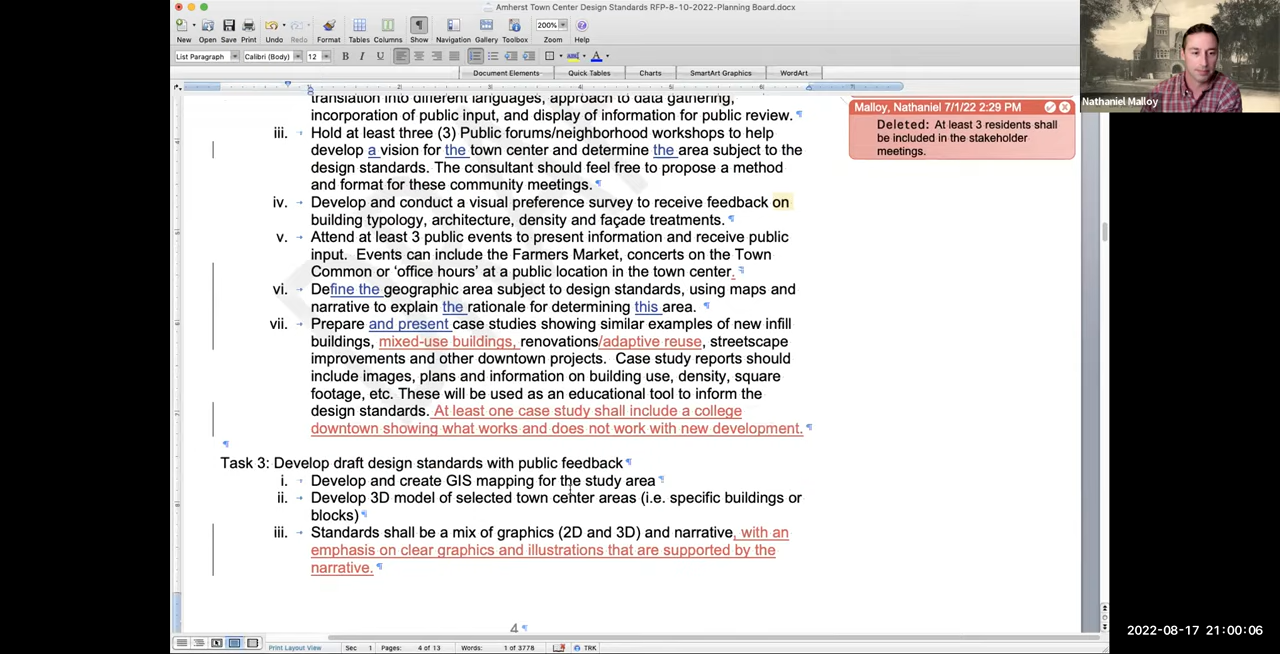 Amherst Town Center Design Standards RFP-8-10-2022-Planning Board.docx
200%
New Open Save Print Undo Redo Format Tables Columns Show Navigation Gallery Toolbox Zoom Help
List Paragraph Calibri (Body) 12 B I U
Document Elements Quick Tables Charts SmartArt Graphics WordArt
translation into different languages, approach to data gathering,
incorporation of public input, and display of information for public review. ¶
iii. Hold at least three (3) Public forums/neighborhood workshops to help
develop a vision for the town center and determine the area subject to the
design standards. The consultant should feel free to propose a method
and format for these community meetings. ¶
iv. Develop and conduct a visual preference survey to receive feedback on
building typology, architecture, density and façade treatments. ¶
v. Attend at least 3 public events to present information and receive public
input. Events can include the Farmers Market, concerts on the Town
Common or ‘office hours’ at a public location in the town center. ¶
vi. Define the geographic area subject to design standards, using maps and
narrative to explain the rationale for determining this area. ¶
vii. Prepare and present case studies showing similar examples of new infill
buildings, mixed-use buildings, renovations/adaptive reuse, streetscape
improvements and other downtown projects. Case study reports should
include images, plans and information on building use, density, square
footage, etc. These will be used as an educational tool to inform the
design standards. At least one case study shall include a college
downtown showing what works and does not work with new development. ¶
¶
Task 3: Develop draft design standards with public feedback ¶
i. Develop and create GIS mapping for the study area ¶
ii. Develop 3D model of selected town center areas (i.e. specific buildings or
blocks) ¶
iii. Standards shall be a mix of graphics (2D and 3D) and narrative, with an
emphasis on clear graphics and illustrations that are supported by the
narrative. ¶
4 ¶
Malloy, Nathaniel 7/1/22 2:29 PM
Deleted: At least 3 residents shall
be included in the stakeholder
meetings.
Print Layout View Sec 1 Pages: 4 of 13 Words: 1 of 3778 TRK
Nathaniel Malloy
2022-08-17 21:00:06